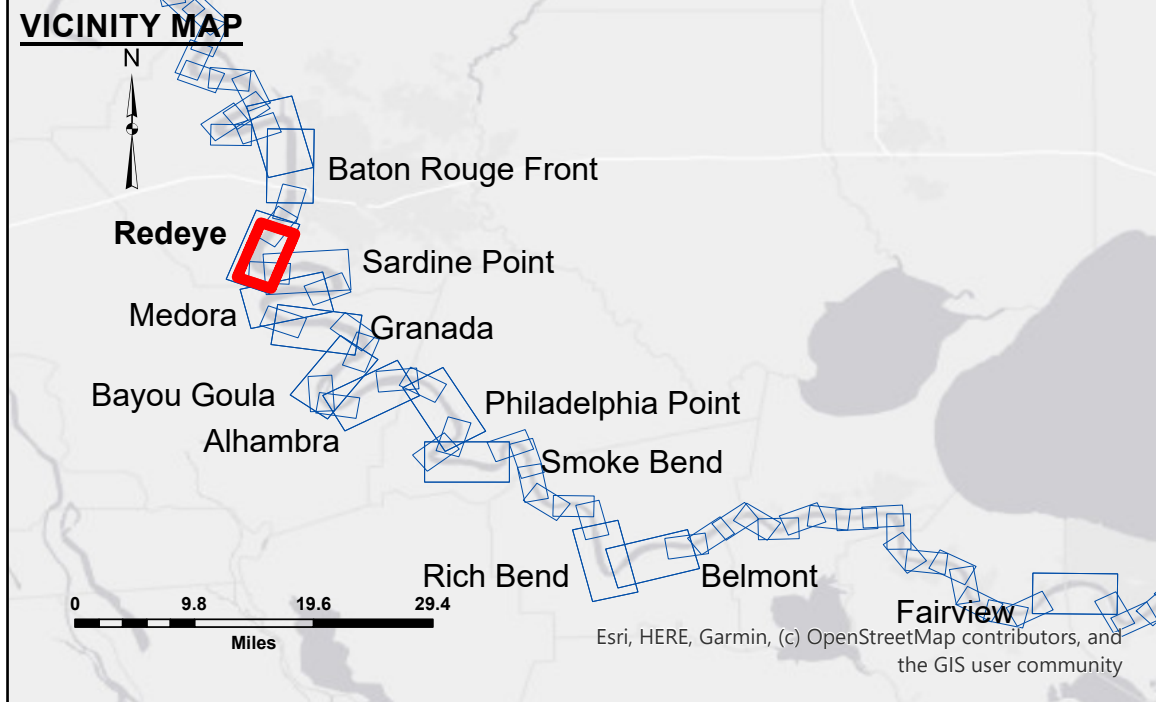 VICINITY MAP
N
Baton Rouge Front
Redeye
Sardine Point
Medora
Granada
Bayou Goula
Philadelphia Point
Alhambra
Smoke Bend
Rich Bend
Belmont
Fairview
0 9.8 19.6 29.4
Miles
Esri, HERE, Garmin, (c) OpenStreetMap contributors, and
the GIS user community